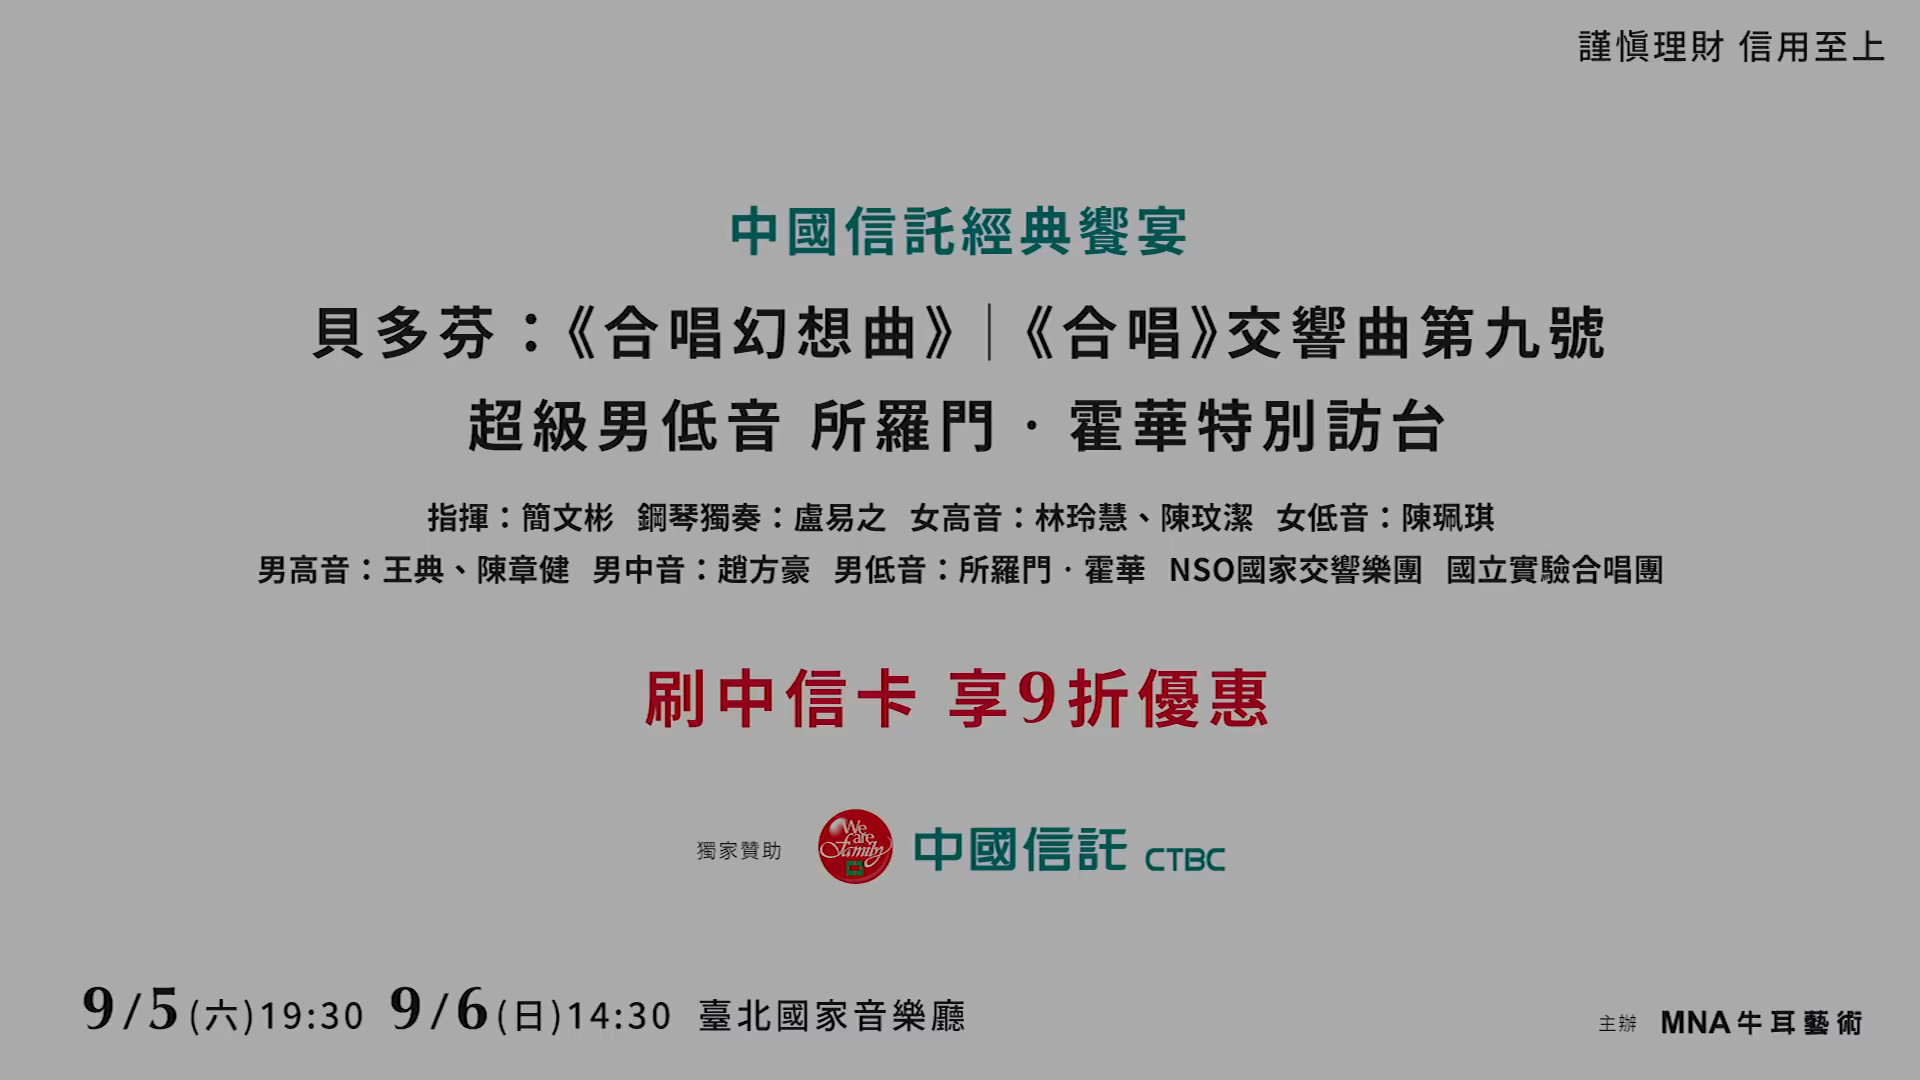 謹慎理財 信用至上
中國信託經典饗宴
貝多芬：《合唱幻想曲》｜《合唱》交響曲第九號
超級男低音 所羅門．霍華特別訪台
指揮：簡文彬 鋼琴獨奏：盧易之 女高音：林玲慧、陳玟潔 女低音：陳珮琪
男高音：王典、陳章健 男中音：趙方豪 男低音：所羅門．霍華 NSO國家交響樂團 國立實驗合唱團
刷中信卡 享9折優惠
獨家贊助
We are Family
中國信託 CTBC
9/5(六)19:30 9/6(日)14:30 臺北國家音樂廳
主辦 MNA牛耳藝術